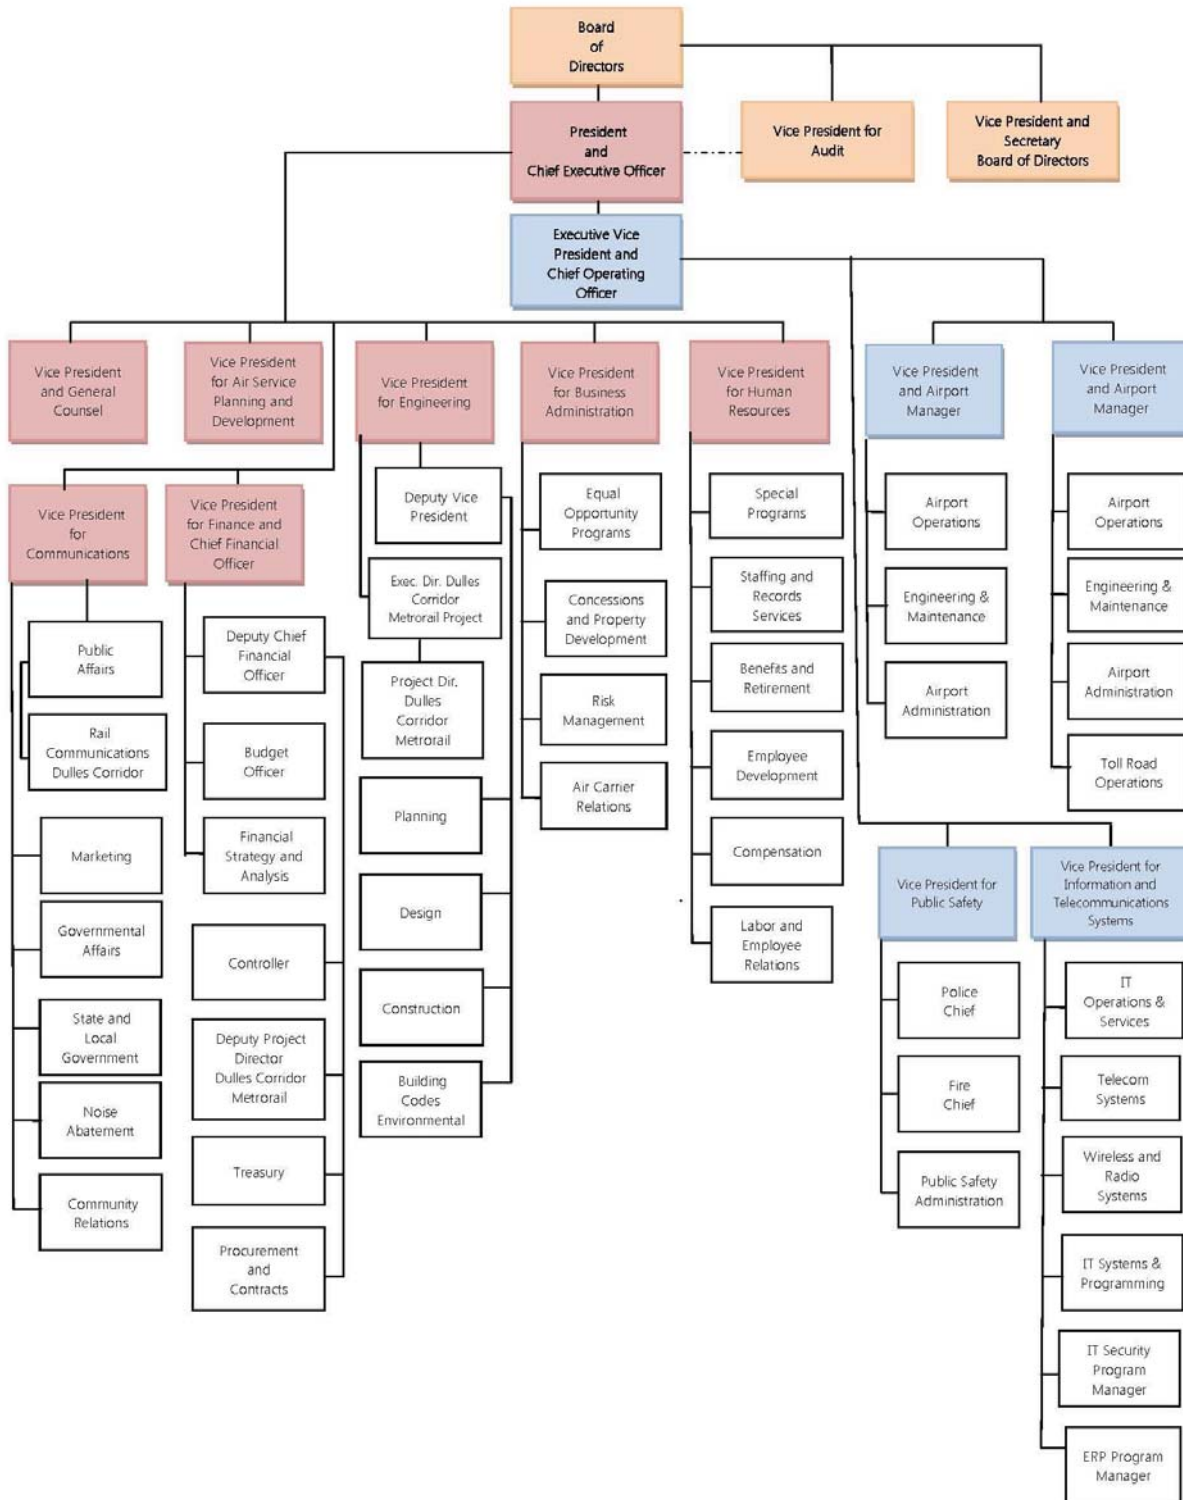 Board
of
Directors
President
and
Chief Executive Officer
Vice President for
Audit
Vice President and
Secretary
Board of Directors
Executive Vice
President and
Chief Operating
Officer
Vice President
and General
Counsel
Vice President
for Air Service
Planning and
Development
Vice President
for Engineering
Vice President
for Business
Administration
Vice President
for Human
Resources
Vice President
and Airport
Manager
Vice President
and Airport
Manager
Vice President
for
Communications
Vice President
for Finance and
Chief Financial
Officer
Public
Affairs
Rail
Communications
Dulles Corridor
Marketing
Governmental
Affairs
State and
Local
Government
Noise
Abatement
Community
Relations
Deputy Chief
Financial
Officer
Budget
Officer
Financial
Strategy and
Analysis
Controller
Deputy Project
Director
Dulles Corridor
Metrorail
Treasury
Procurement
and
Contracts
Deputy Vice
President
Exec. Dir. Dulles
Corridor
Metrorail Project
Project Dir.
Dulles
Corridor
Metrorail
Planning
Design
Construction
Building
Codes
Environmental
Equal
Opportunity
Programs
Concessions
and Property
Development
Risk
Management
Air Carrier
Relations
Special
Programs
Staffing and
Records
Services
Benefits and
Retirement
Employee
Development
Compensation
Labor and
Employee
Relations
Airport
Operations
Engineering &
Maintenance
Airport
Administration
Airport
Operations
Engineering &
Maintenance
Airport
Administration
Toll Road
Operations
Vice President for
Public Safety
Police
Chief
Fire
Chief
Public Safety
Administration
Vice President for
Information and
Telecommunications
Systems
IT
Operations &
Services
Telecom
Systems
Wireless and
Radio
Systems
IT Systems &
Programming
IT Security
Program
Manager
ERP Program
Manager